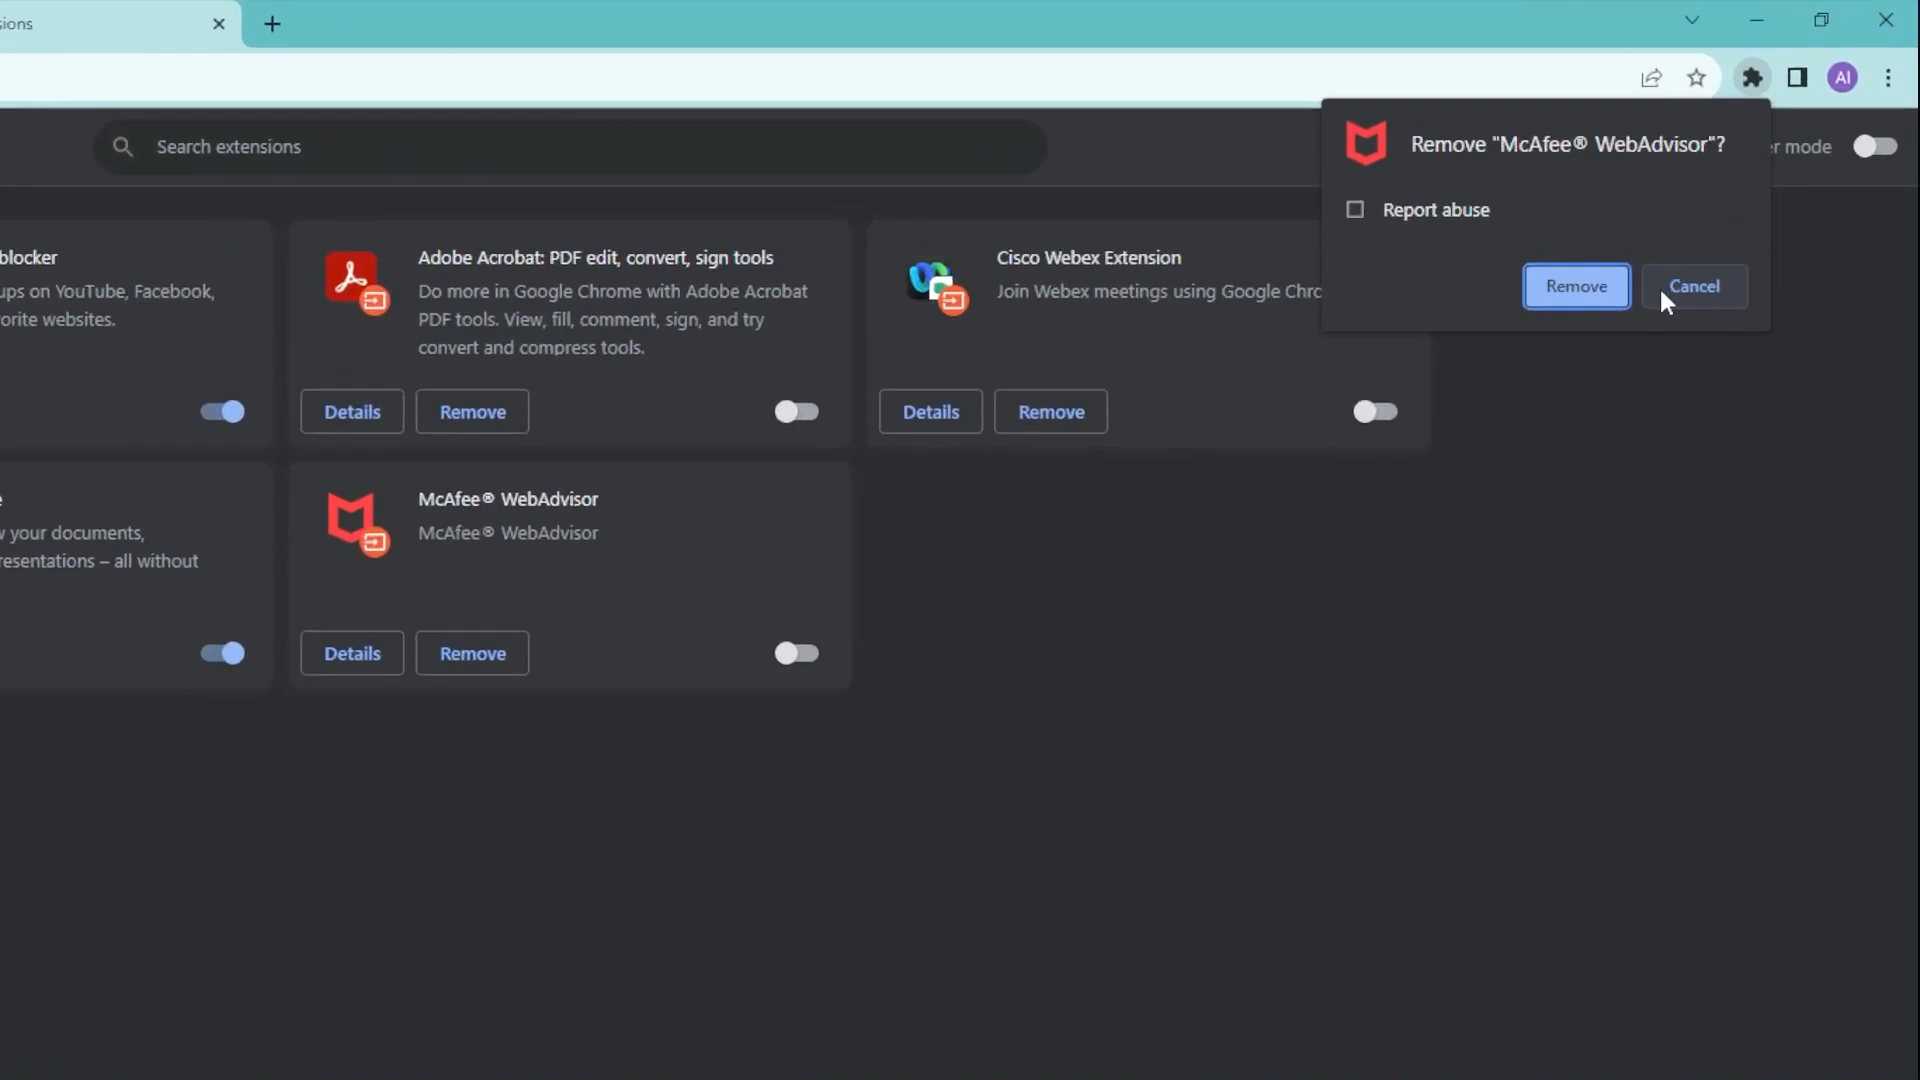 sions
AI
Search extensions
Remove "McAfee® WebAdvisor"?
r mode
Report abuse
Remove
Cancel
blocker
ups on YouTube, Facebook,
orite websites.
Adobe Acrobat: PDF edit, convert, sign tools
Do more in Google Chrome with Adobe Acrobat
PDF tools. View, fill, comment, sign, and try
convert and compress tools.
Details
Remove
Cisco Webex Extension
Join Webex meetings using Google Chrc
Details
Remove
e
w your documents,
resentations – all without
McAfee® WebAdvisor
McAfee® WebAdvisor
Details
Remove